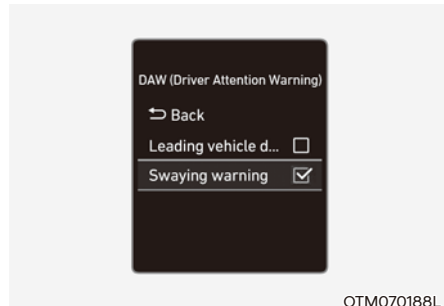 DAW (Driver Attention Warning)
Back
Leading vehicle d...
Swaying warning
OTM070188L